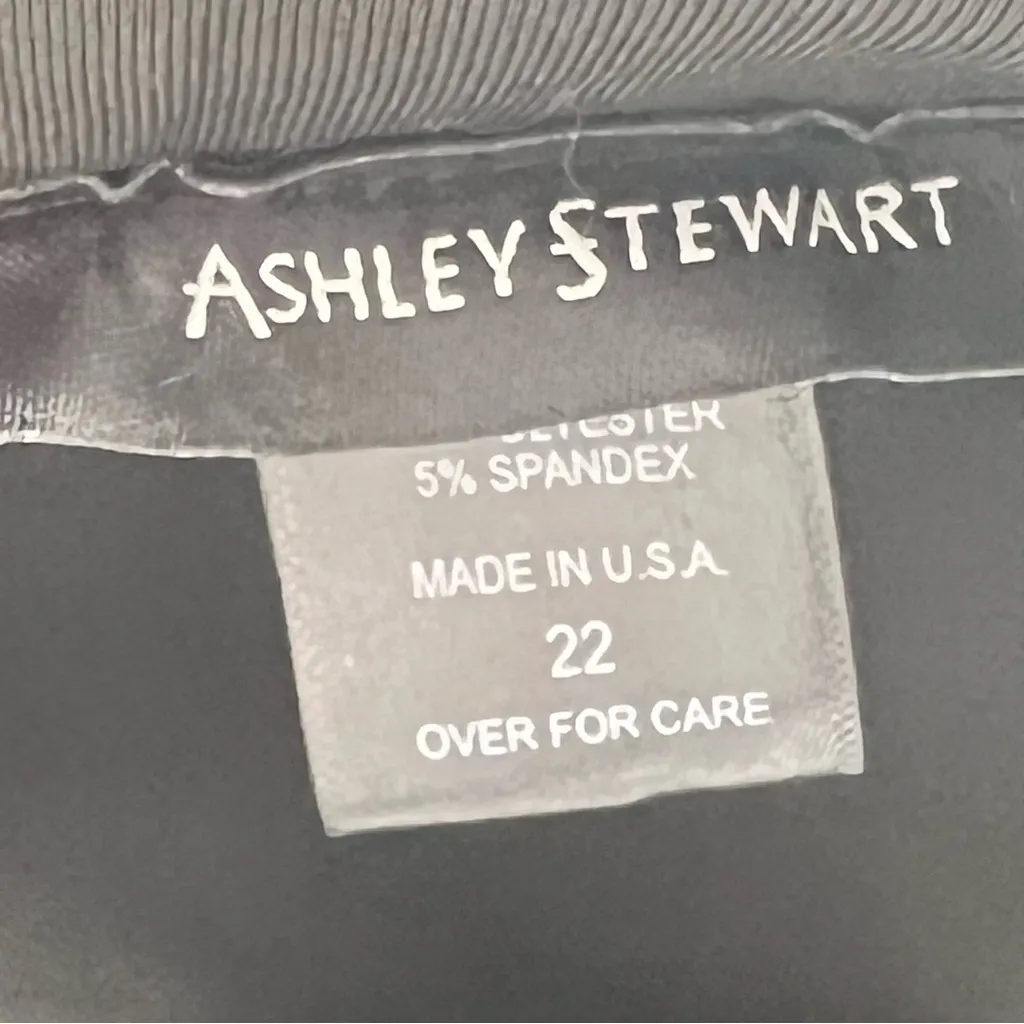 ASHLEY STEWART
5% SPANDEX
MADE IN U.S.A.
22
OVER FOR CARE